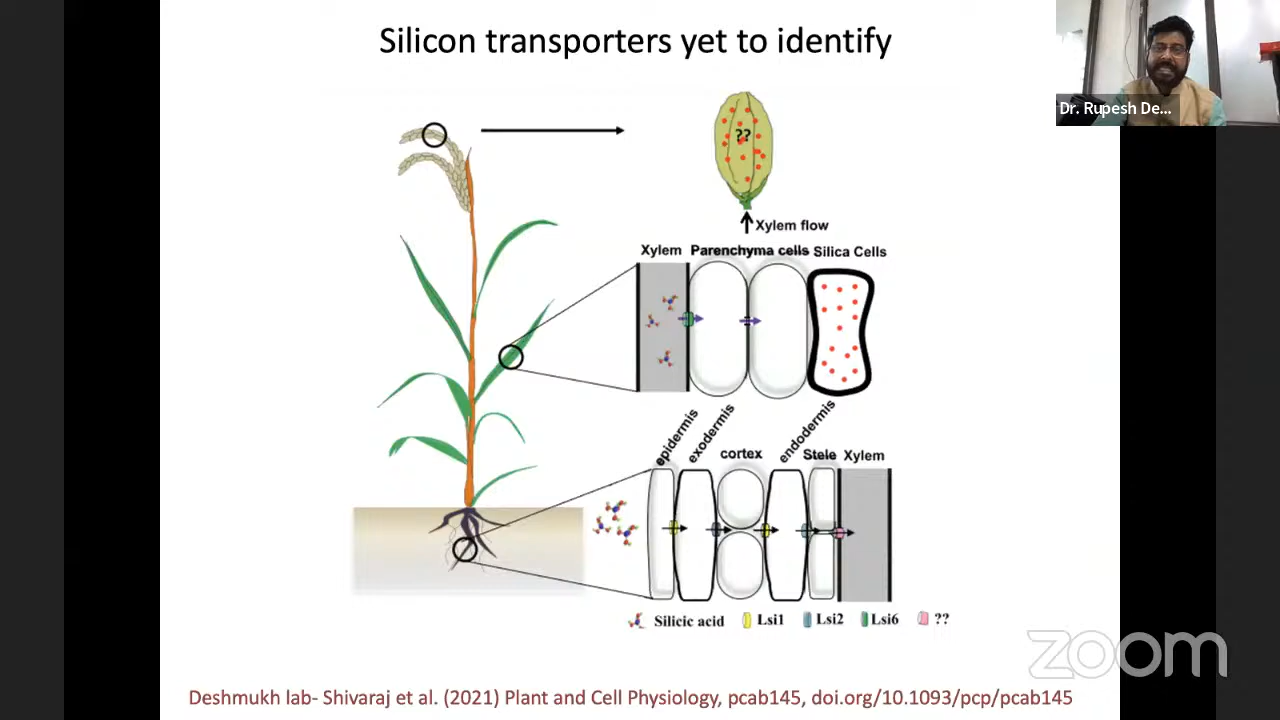 Silicon transporters yet to identify
Dr. Rupesh De...
??
Xylem flow
Xylem Parenchyma cells Silica Cells
epidermis
exodermis
cortex
endodermis
Stele Xylem
Silicic acid Lsi1 Lsi2 Lsi6 ??
zoom
Deshmukh lab- Shivaraj et al. (2021) Plant and Cell Physiology, pcab145, doi.org/10.1093/pcp/pcab145